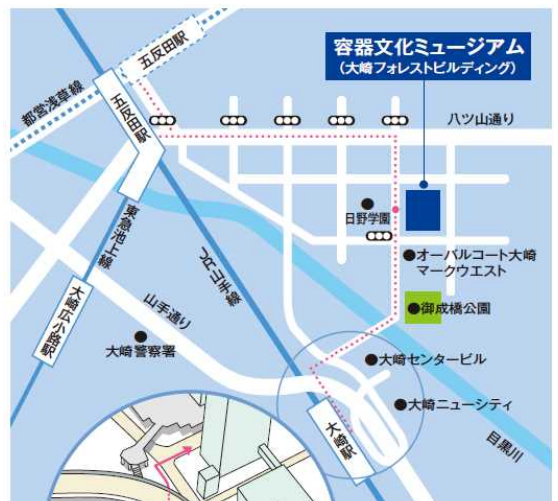 五反田駅
容器文化ミュージアム
(大崎フォレストビルディング)
都営浅草線
五反田駅
八ツ山通り
日野学園
東急池上線
JR山手線
オーバルコート大崎
マークウエスト
大崎広小路駅
山手通り
御成橋公園
大崎警察署
大崎センタービル
大崎ニューシティ
大崎駅
目黒川